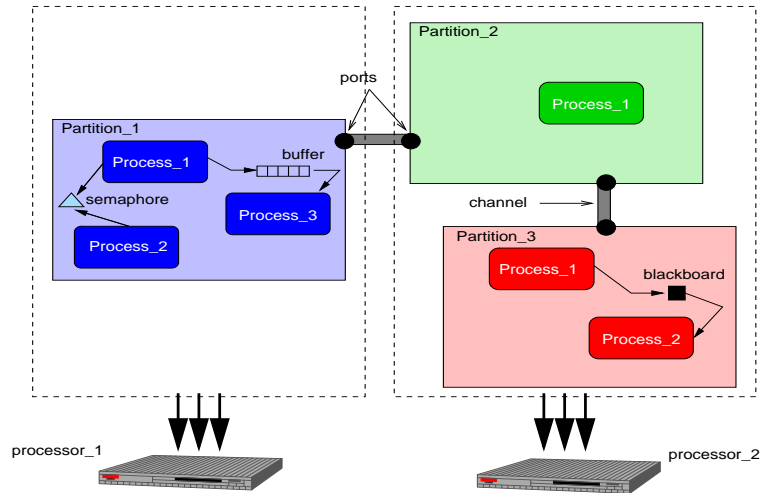 Partition_2
ports
Process_1
Partition_1
buffer
Process_1
semaphore
Process_3
Process_2
channel
Partition_3
Process_1
blackboard
Process_2
processor_1
processor_2